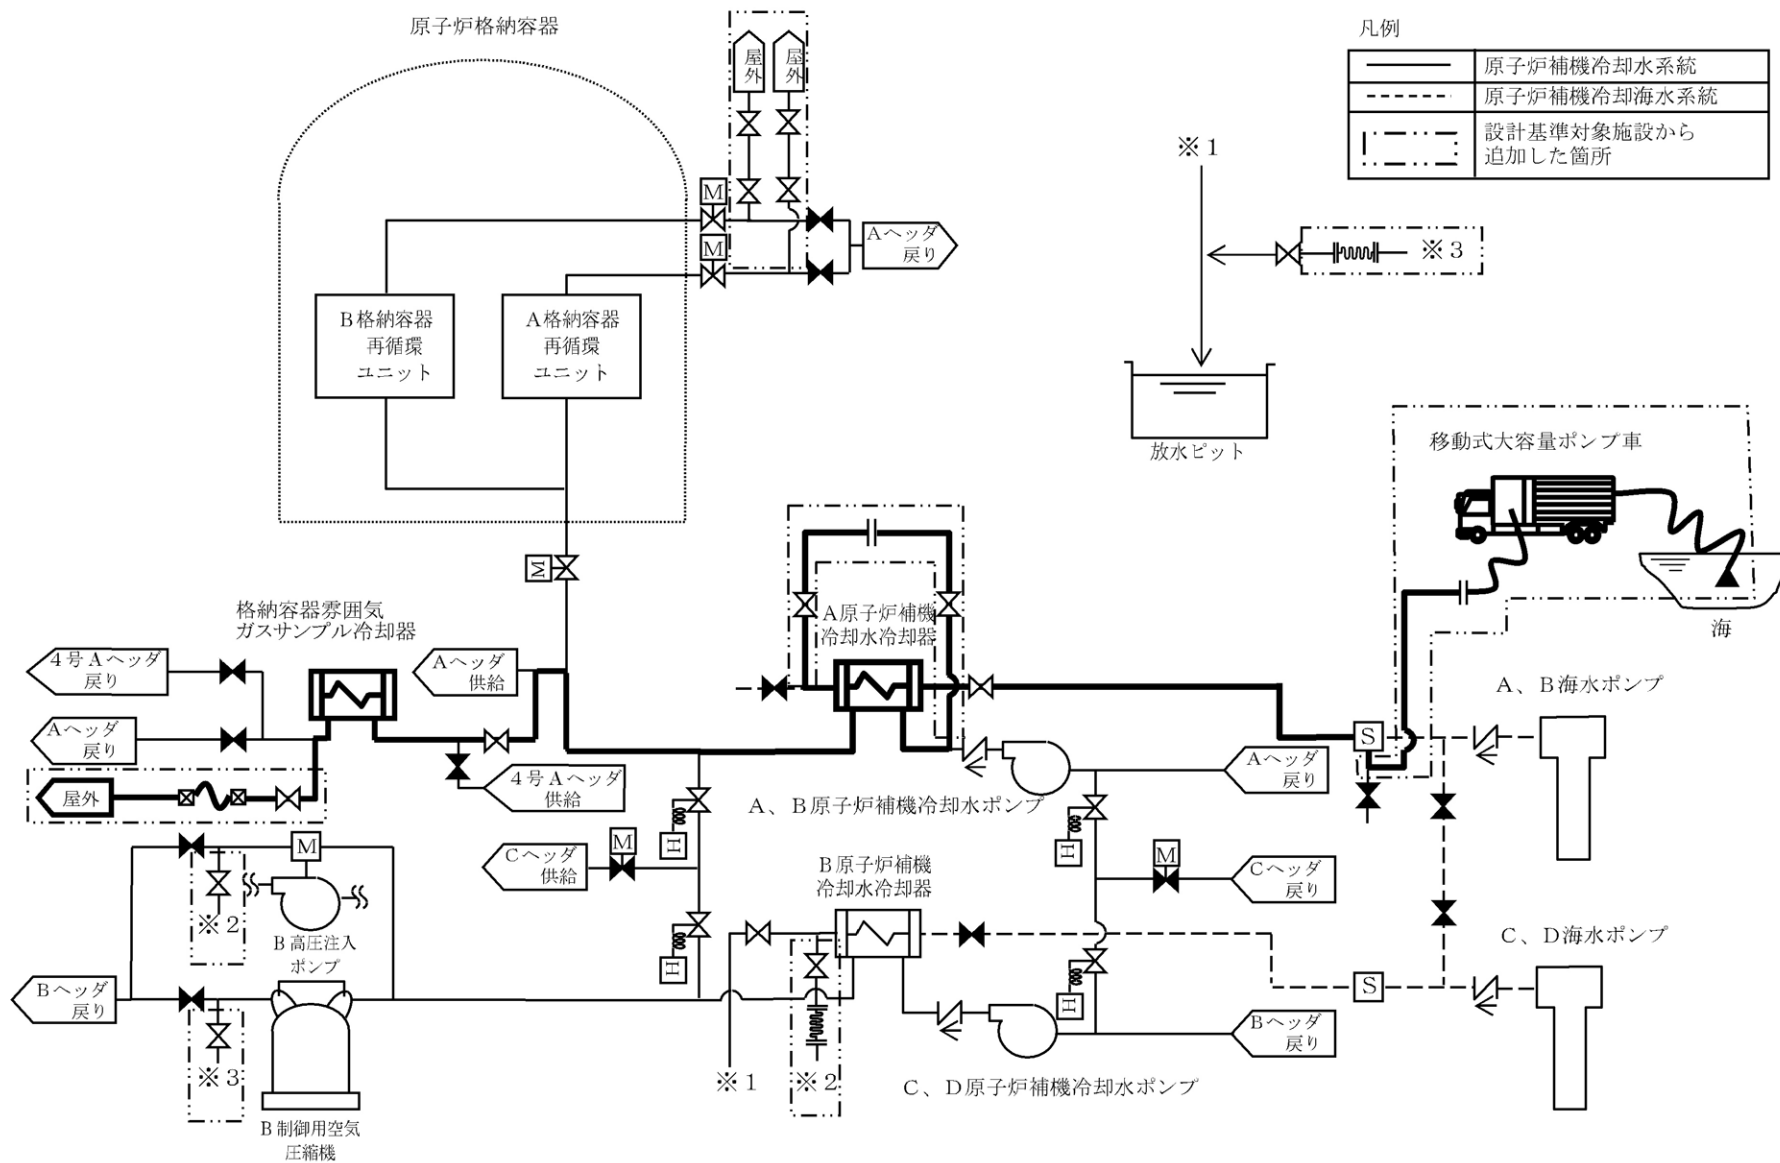 原子炉格納容器
屋外
屋外
凡例
原子炉補機冷却水系統
原子炉補機冷却海水系統
設計基準対象施設から
追加した箇所
※1
※3
M
M
Aヘッダ
戻り
B格納容器
再循環
ユニット
A格納容器
再循環
ユニット
放水ピット
移動式大容量ポンプ車
海
M
格納容器雰囲気
ガスサンプル冷却器
A原子炉補機
冷却水冷却器
4号Aヘッダ
戻り
Aヘッダ
供給
A、B海水ポンプ
Aヘッダ
戻り
S
屋外
4号Aヘッダ
供給
Aヘッダ
戻り
A、B原子炉補機冷却水ポンプ
H
H
M
M
Cヘッダ
供給
M
Cヘッダ
戻り
B原子炉補機
冷却水冷却器
※2
B高圧注入
ポンプ
C、D海水ポンプ
H
H
S
Bヘッダ
戻り
Bヘッダ
戻り
※3
※1
※2
C、D原子炉補機冷却水ポンプ
B制御用空気
圧縮機